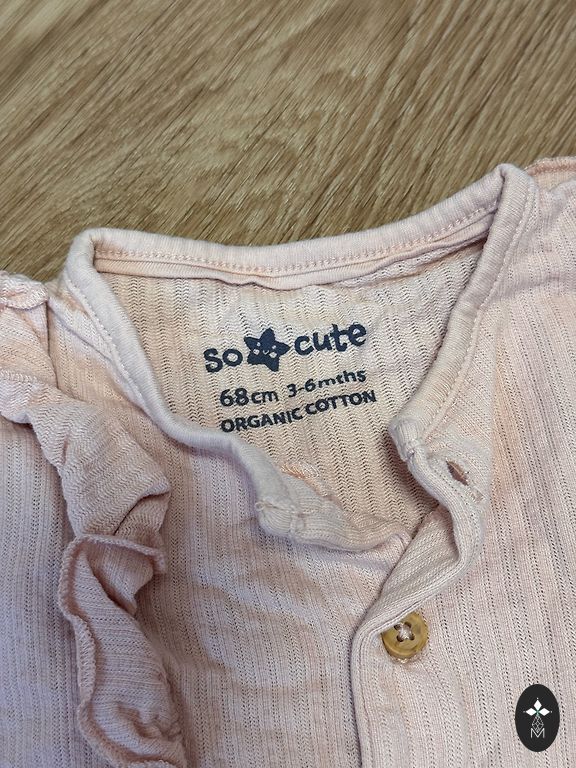 so cute
68cm 3-6mths
ORGANIC COTTON
M